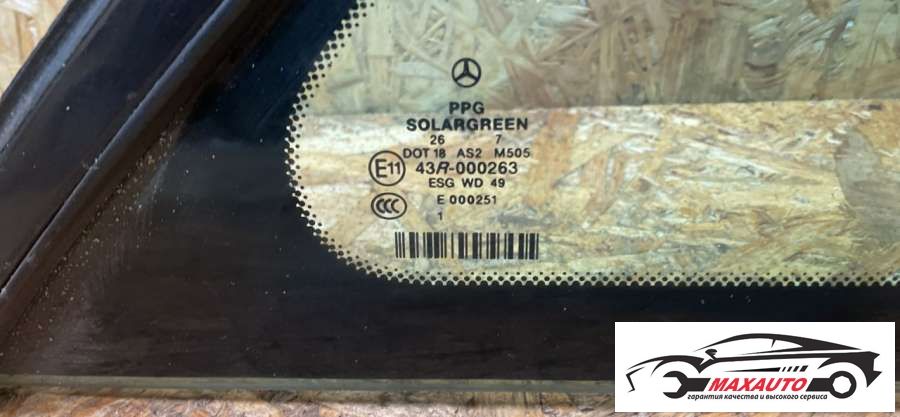 PPG
SOLARGREEN
26 7
DOT 18 AS2 M505
E11 43R-000263
ESG WD 49
CCC E 000251
1
MAXAUTO
гарантия качества и высокого сервиса